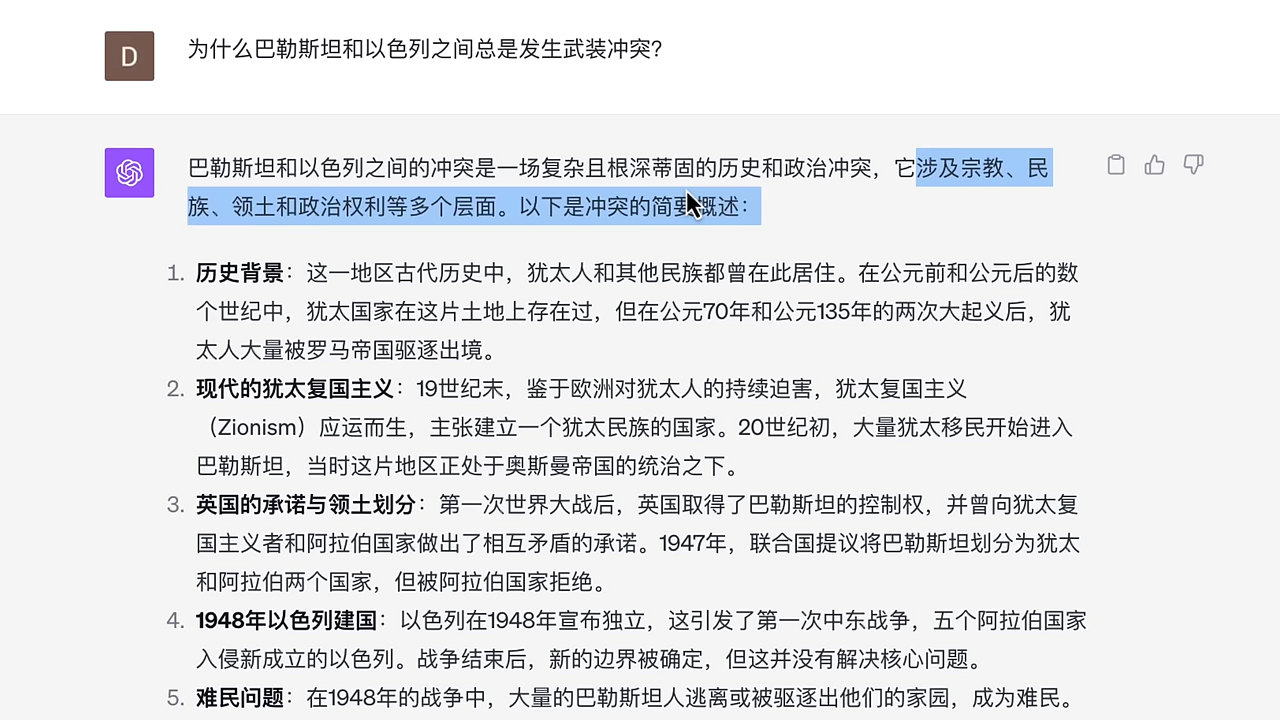 D
为什么巴勒斯坦和以色列之间总是发生武装冲突?
巴勒斯坦和以色列之间的冲突是一场复杂且根深蒂固的历史和政治冲突，它涉及宗教、民
族、领土和政治权利等多个层面。以下是冲突的简要概述：
1. 历史背景：这一地区古代历史中，犹太人和其他民族都曾在此居住。在公元前和公元后的数
个世纪中，犹太国家在这片土地上存在过，但在公元70年和公元135年的两次大起义后，犹
太人大量被罗马帝国驱逐出境。
2. 现代的犹太复国主义：19世纪末，鉴于欧洲对犹太人的持续迫害，犹太复国主义
（Zionism）应运而生，主张建立一个犹太民族的国家。20世纪初，大量犹太移民开始进入
巴勒斯坦，当时这片地区正处于奥斯曼帝国的统治之下。
3. 英国的承诺与领土划分：第一次世界大战后，英国取得了巴勒斯坦的控制权，并曾向犹太复
国主义者和阿拉伯国家做出了相互矛盾的承诺。1947年，联合国提议将巴勒斯坦划分为犹太
和阿拉伯两个国家，但被阿拉伯国家拒绝。
4. 1948年以色列建国：以色列在1948年宣布独立，这引发了第一次中东战争，五个阿拉伯国家
入侵新成立的以色列。战争结束后，新的边界被确定，但这并没有解决核心问题。
5. 难民问题：在1948年的战争中，大量的巴勒斯坦人逃离或被驱逐出他们的家园，成为难民。